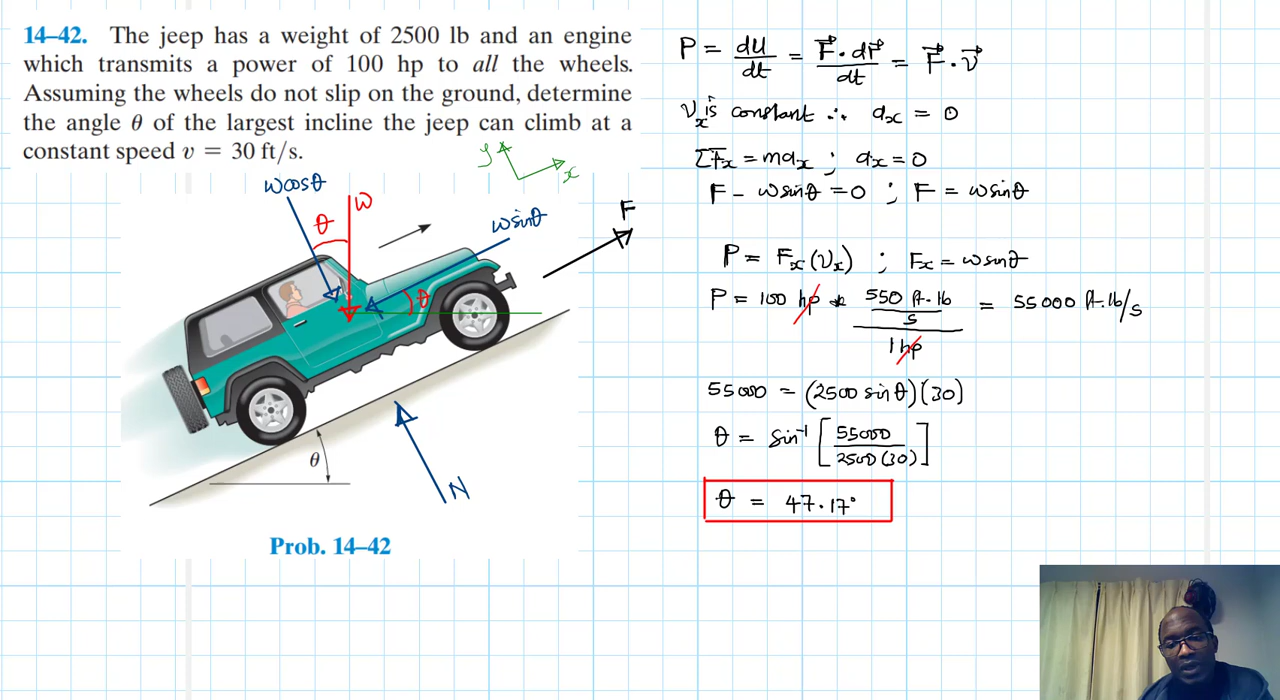 14–42. The jeep has a weight of 2500 lb and an engine
which transmits a power of 100 hp to all the wheels.
Assuming the wheels do not slip on the ground, determine
the angle θ of the largest incline the jeep can climb at a
constant speed v = 30 ft/s.
y
x
wcosθ
w
θ
wsinθ
F
θ
θ
N
Prob. 14–42
P = dU/dt = F⃗·dr⃗/dt = F⃗·v⃗
Vx is constant ∴ ax = 0
ΣFx = max ; ax = 0
F - wsinθ = 0 ; F = wsinθ
P = Fx(Vx) ; Fx = wsinθ
P = 100 hp * (550 ft·lb/s)/(1 hp) = 55000 ft·lb/s
55000 = (2500 sinθ)(30)
θ = sin⁻¹[55000/2500(30)]
θ = 47.17°